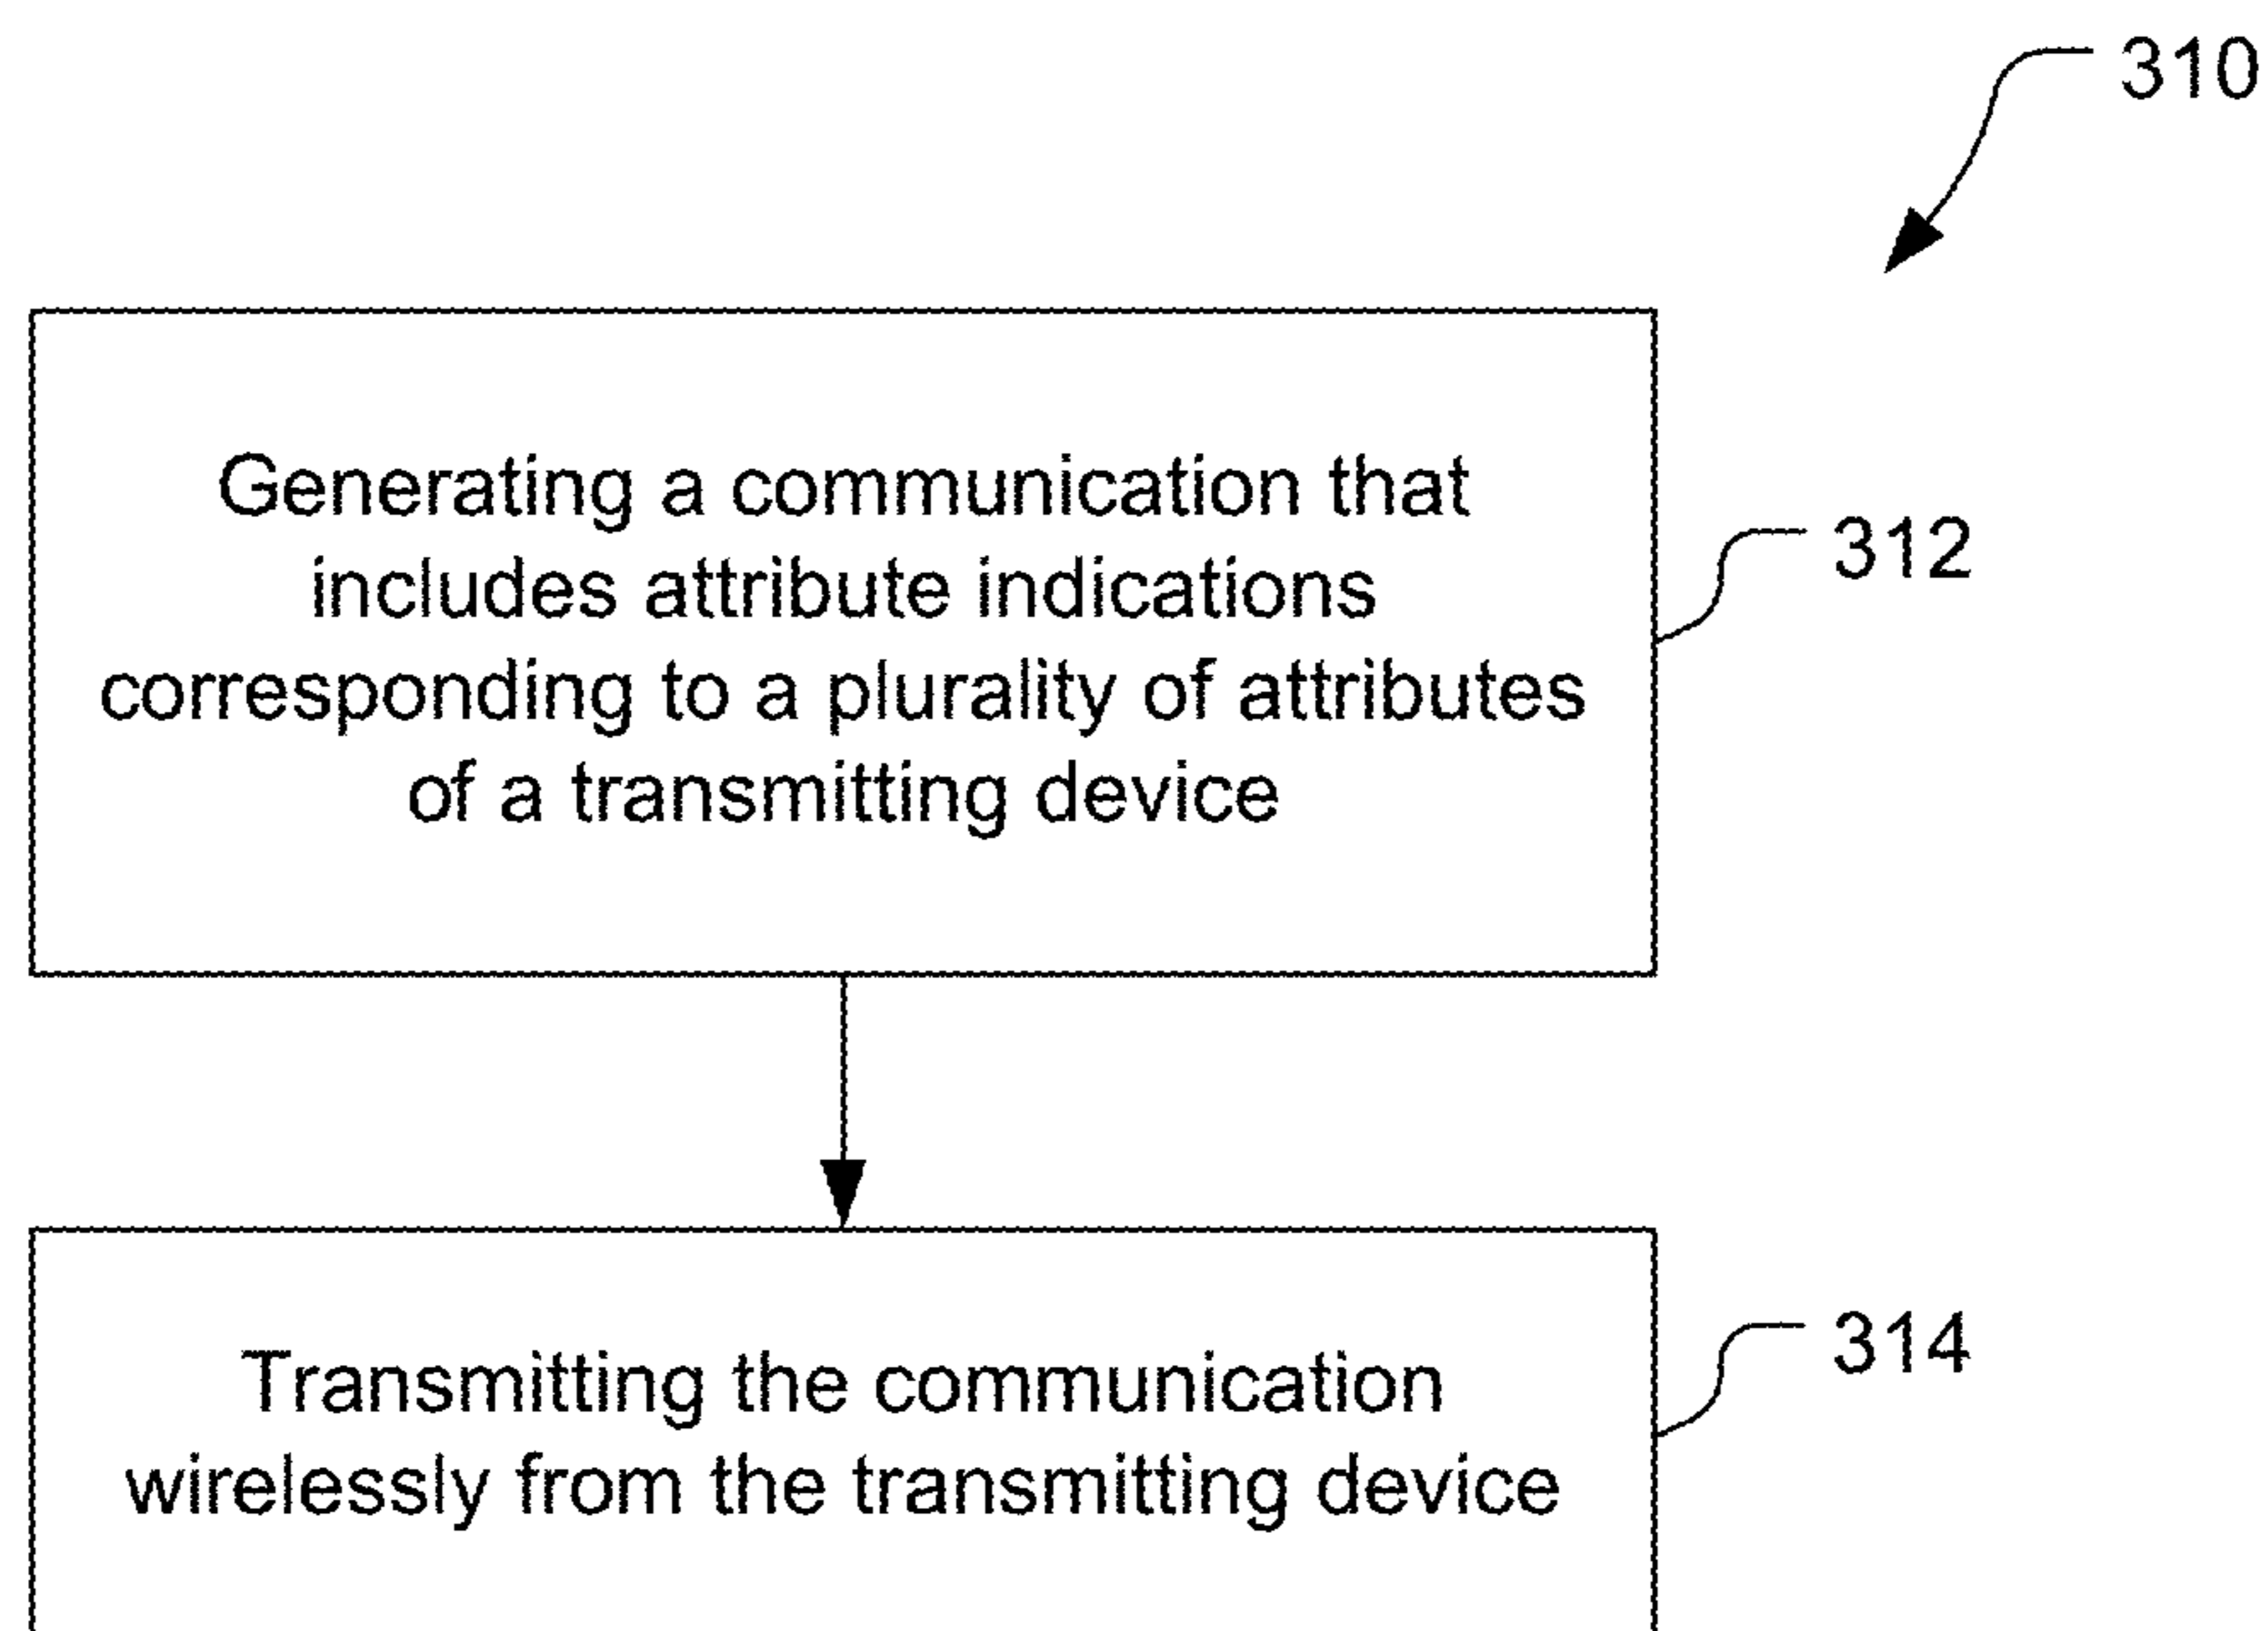 310
Generating a communication that
includes attribute indications
corresponding to a plurality of attributes
of a transmitting device
312
Transmitting the communication
wirelessly from the transmitting device
314